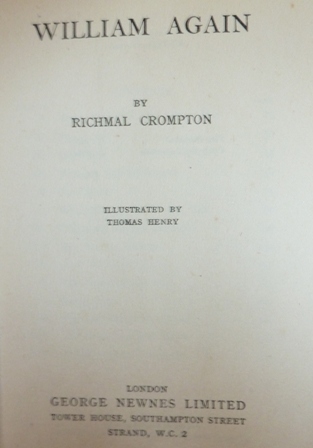 WILLIAM AGAIN
BY
RICHMAL CROMPTON
ILLUSTRATED BY
THOMAS HENRY
LONDON
GEORGE NEWNES LIMITED
TOWER HOUSE, SOUTHAMPTON STREET
STRAND, W.C. 2